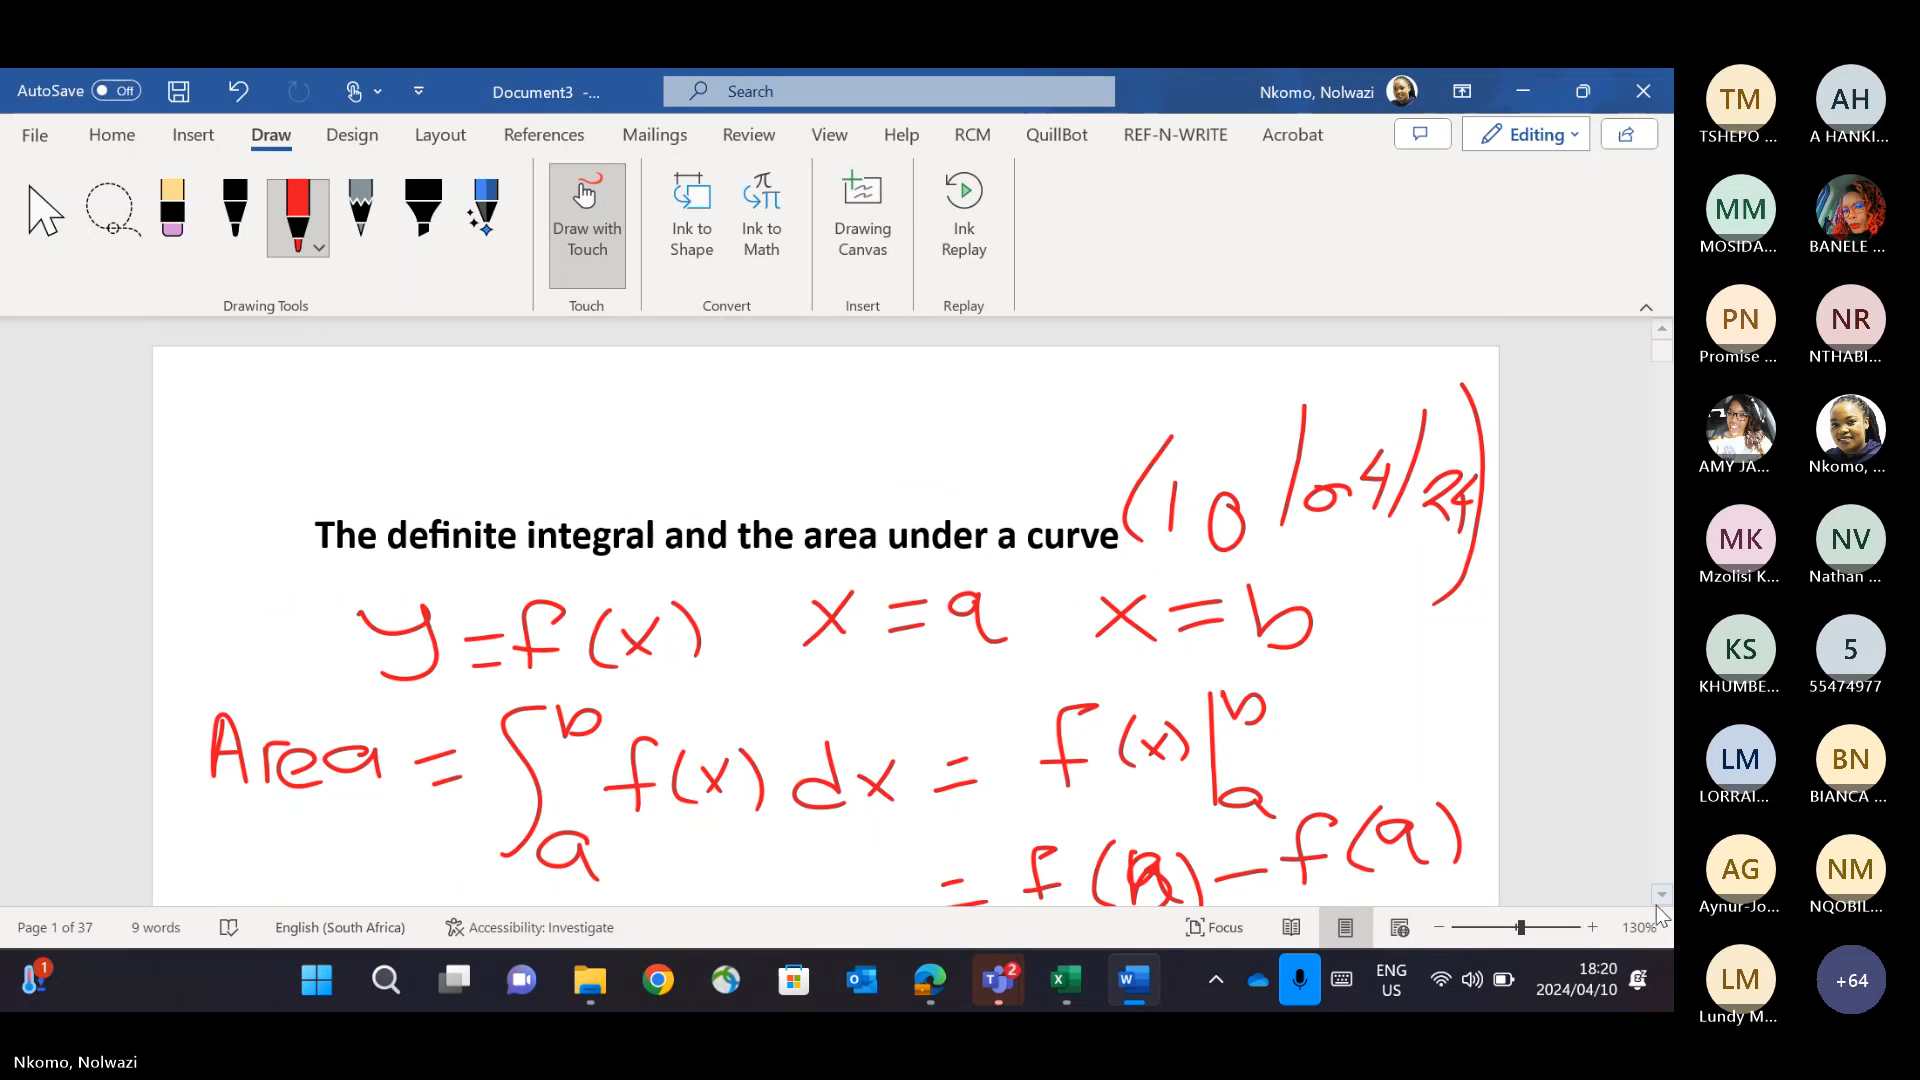 AutoSave Off Document3 -... Search Nkomo, Nolwazi
File Home Insert Draw Design Layout References Mailings Review View Help RCM QuillBot REF-N-WRITE Acrobat Editing
Draw with Touch
Ink to Shape
Ink to Math
Drawing Canvas
Ink Replay
Drawing Tools Touch Convert Insert Replay
(10/04/24)
The definite integral and the area under a curve
y=f(x) x=a x=b
Area = ∫_a^b f(x) dx = f(x)|_a^b
= f( ) - f(a)
Page 1 of 37 9 words English (South Africa) Accessibility: Investigate Focus 130%
1 2 ENG US 18:20 2024/04/10
TM AH
TSHEPO ... A HANKI...
MM
MOSIDA... BANELE ...
PN NR
Promise ... NTHABI...
AMY JA... Nkomo, ...
MK NV
Mzolisi K... Nathan ...
KS 5
KHUMBE... 55474977
LM BN
LORRAI... BIANCA ...
AG NM
Aynur-Jo... NQOBIL...
LM +64
Lundy M...
Nkomo, Nolwazi